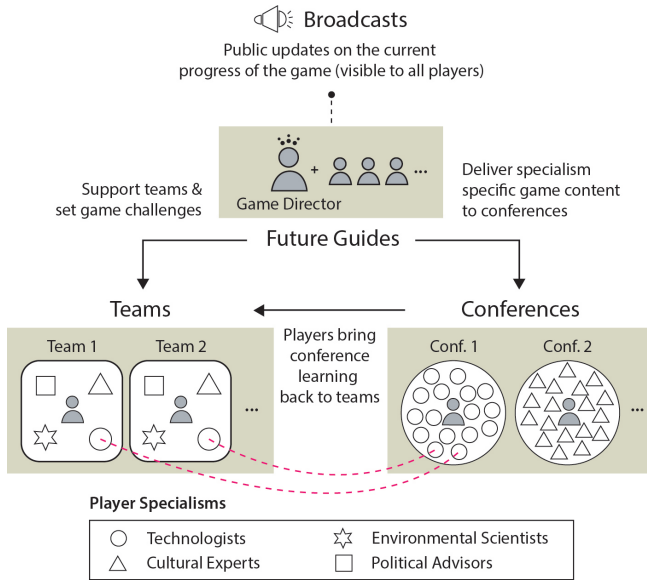 Broadcasts
Public updates on the current
progress of the game (visible to all players)
Support teams &
set game challenges
+
...
Game Director
Deliver specialism
specific game content
to conferences
Future Guides
Teams
Conferences
Team 1
Team 2
...
Players bring
conference
learning
back to teams
Conf. 1
Conf. 2
...
Player Specialisms
Technologists
Environmental Scientists
Cultural Experts
Political Advisors